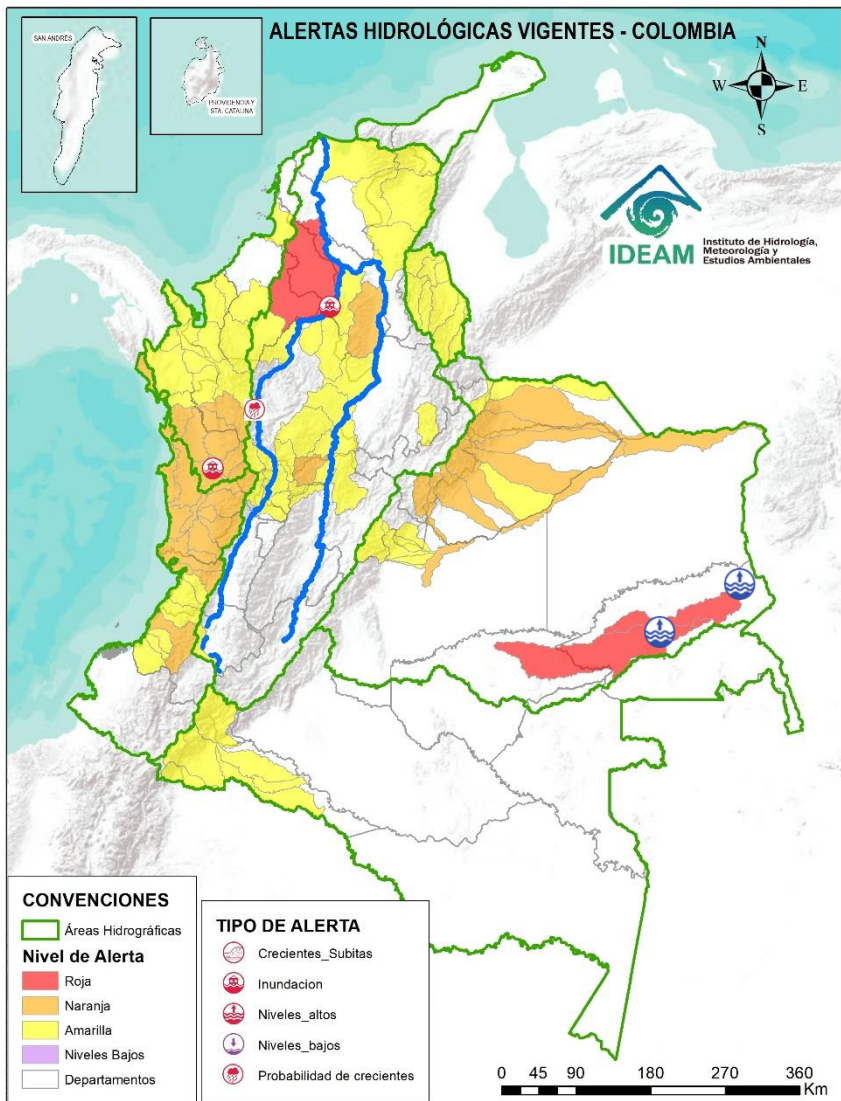 ALERTAS HIDROLÓGICAS VIGENTES - COLOMBIA
SAN ANDRÉS
PROVIDENCIA Y
STA. CATALINA
N
W
E
S
IDEAM
Instituto de Hidrología,
Meteorología y
Estudios Ambientales
CONVENCIONES
Áreas Hidrográficas
Nivel de Alerta
Roja
Naranja
Amarilla
Niveles Bajos
Departamentos
TIPO DE ALERTA
Crecientes_Subitas
Inundacion
Niveles_altos
Niveles_bajos
Probabilidad de crecientes
0 45 90 180 270 360
Km